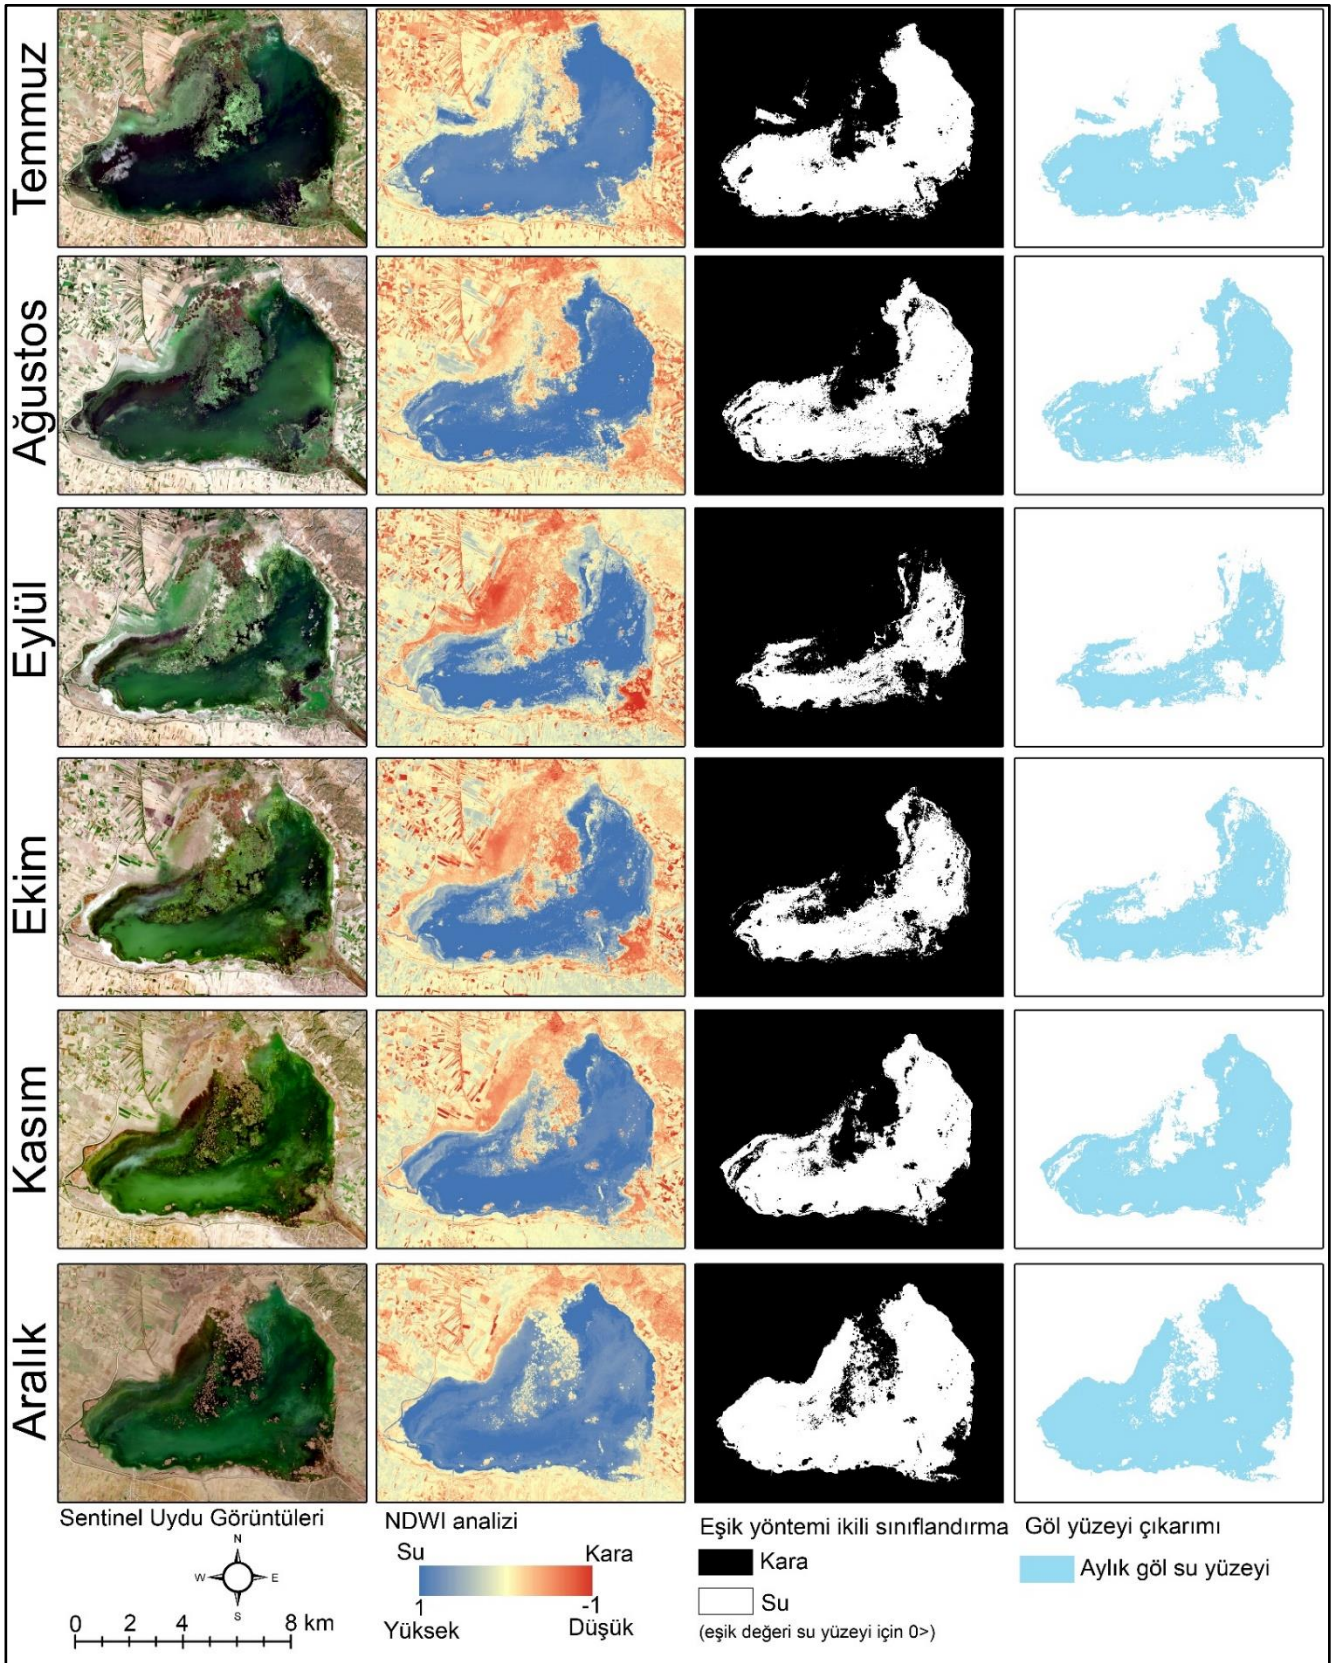 Temmuz
Ağustos
Eylül
Ekim
Kasım
Aralık
Sentinel Uydu Görüntüleri
N
W E
S
0 2 4 8 km
NDWI analizi
Su Kara
1 -1
Yüksek Düşük
Eşik yöntemi ikili sınıflandırma
Kara
Su
(eşik değeri su yüzeyi için 0>)
Göl yüzeyi çıkarımı
Aylık göl su yüzeyi